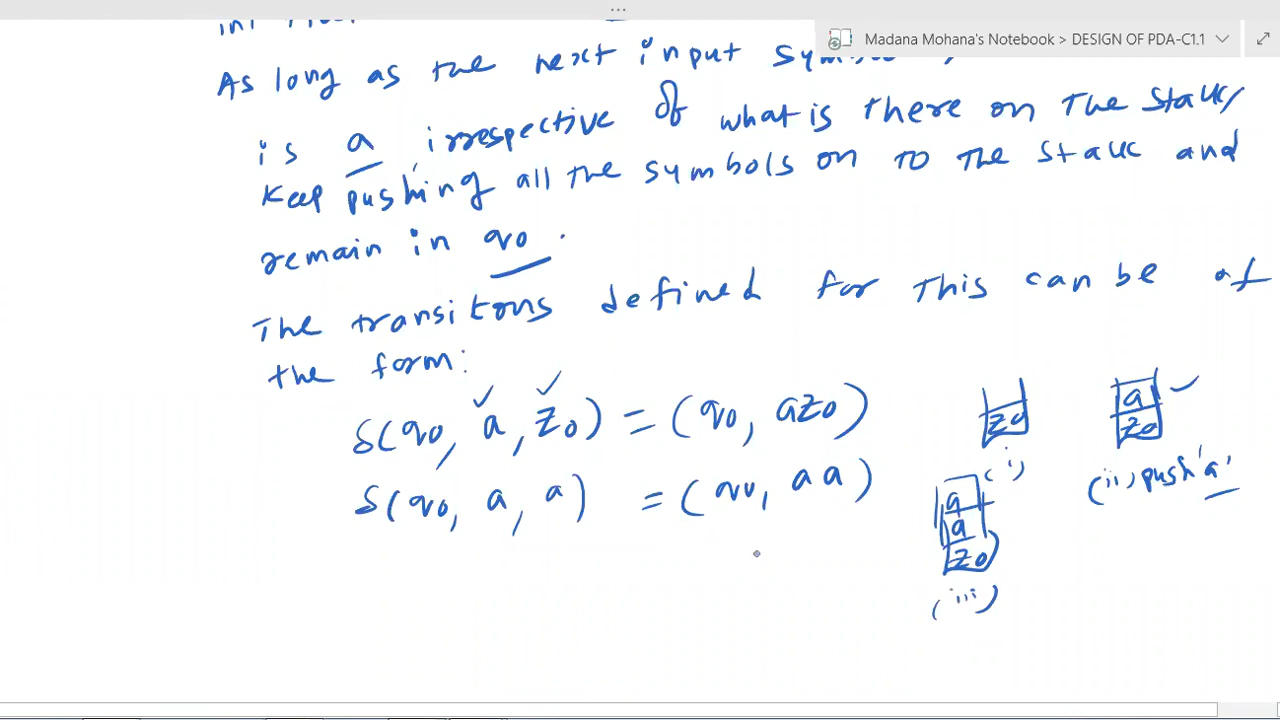 Madana Mohana's Notebook > DESIGN OF PDA-C1.1
As long as the next input
is a irrespective of what is there on the stack,
keep pushing all the symbols on to the stack and
remain in q0.
The transitons defined for this can be of
the form:
δ(q0, a, z0) = (q0, az0)
δ(q0, a, a) = (q0, aa)
z0
(i)
a
z0
(ii) push 'a'
a
a
z0
(iii)